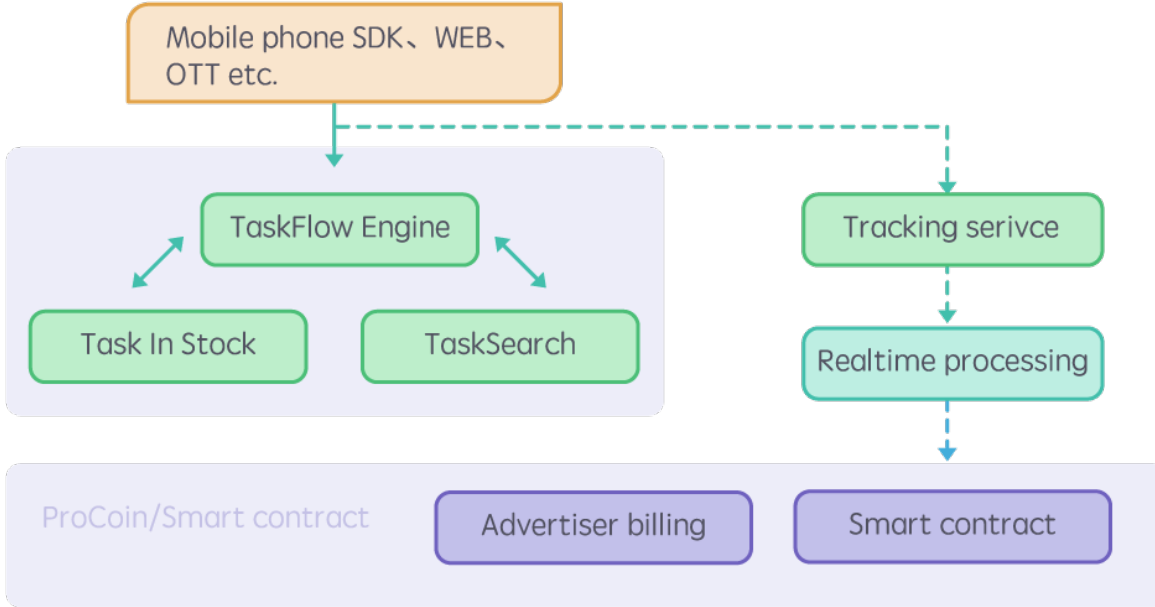 Mobile phone SDK、WEB、
OTT etc.
TaskFlow Engine
Tracking serivce
Task In Stock
TaskSearch
Realtime processing
ProCoin/Smart contract
Advertiser billing
Smart contract